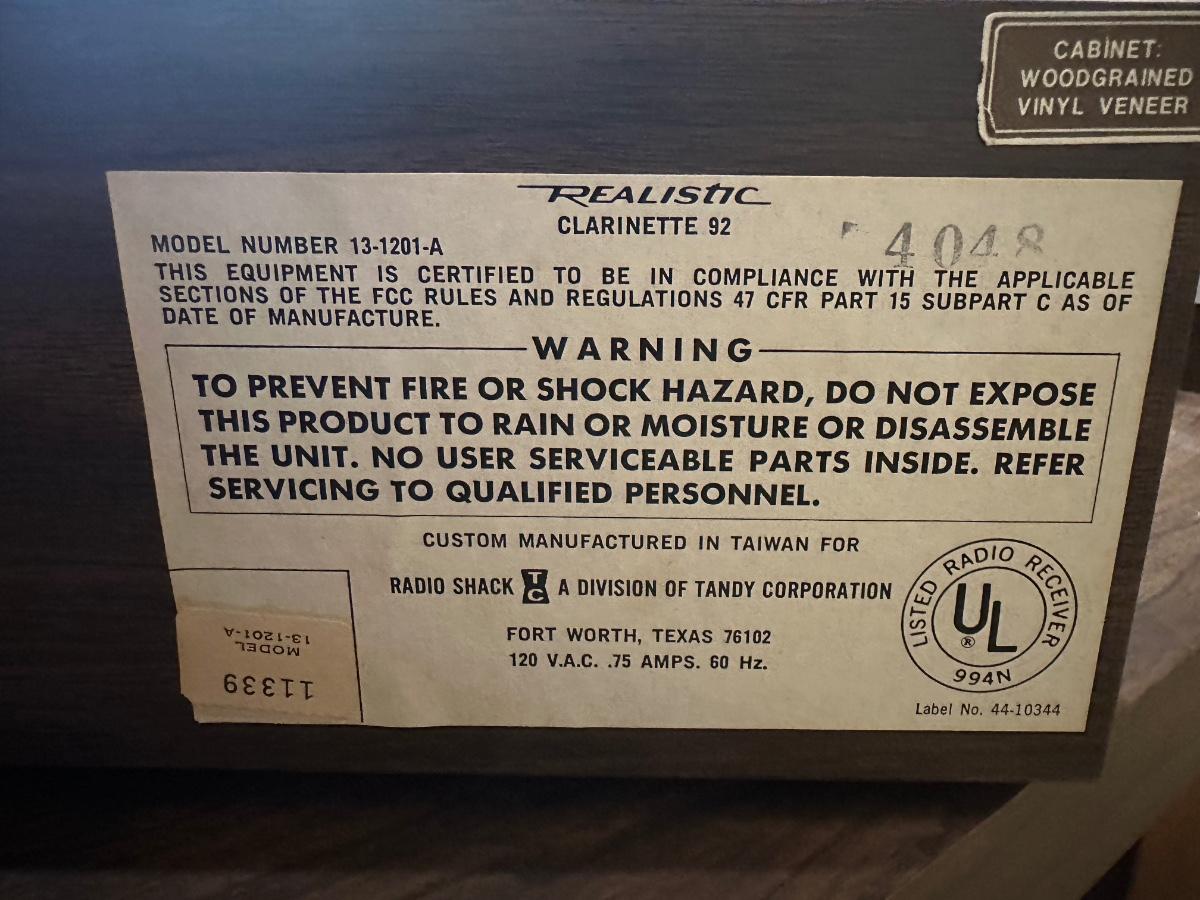 CABINET:
WOODGRAINED
VINYL VENEER
REALISTIC
CLARINETTE 92
MODEL NUMBER 13-1201-A
4048
THIS EQUIPMENT IS CERTIFIED TO BE IN COMPLIANCE WITH THE APPLICABLE
SECTIONS OF THE FCC RULES AND REGULATIONS 47 CFR PART 15 SUBPART C AS OF
DATE OF MANUFACTURE.
WARNING
TO PREVENT FIRE OR SHOCK HAZARD, DO NOT EXPOSE
THIS PRODUCT TO RAIN OR MOISTURE OR DISASSEMBLE
THE UNIT. NO USER SERVICEABLE PARTS INSIDE. REFER
SERVICING TO QUALIFIED PERSONNEL.
CUSTOM MANUFACTURED IN TAIWAN FOR
RADIO SHACK TC A DIVISION OF TANDY CORPORATION
FORT WORTH, TEXAS 76102
120 V.A.C. .75 AMPS. 60 Hz.
LISTED RADIO RECEIVER
UL ®
994N
Label No. 44-10344
11339
MODEL
13-1201-A